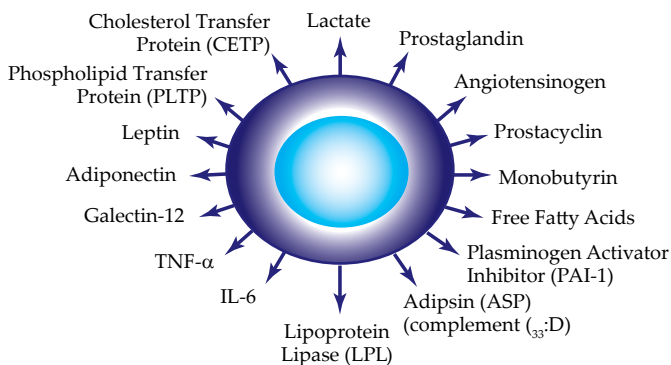 Lactate
Cholesterol Transfer
Protein (CETP)
Prostaglandin
Phospholipid Transfer
Protein (PLTP)
Angiotensinogen
Leptin
Prostacyclin
Adiponectin
Monobutyrin
Galectin-12
Free Fatty Acids
TNF-α
Plasminogen Activator
Inhibitor (PAI-1)
IL-6
Adipsin (ASP)
(complement (₃₃:D)
Lipoprotein
Lipase (LPL)